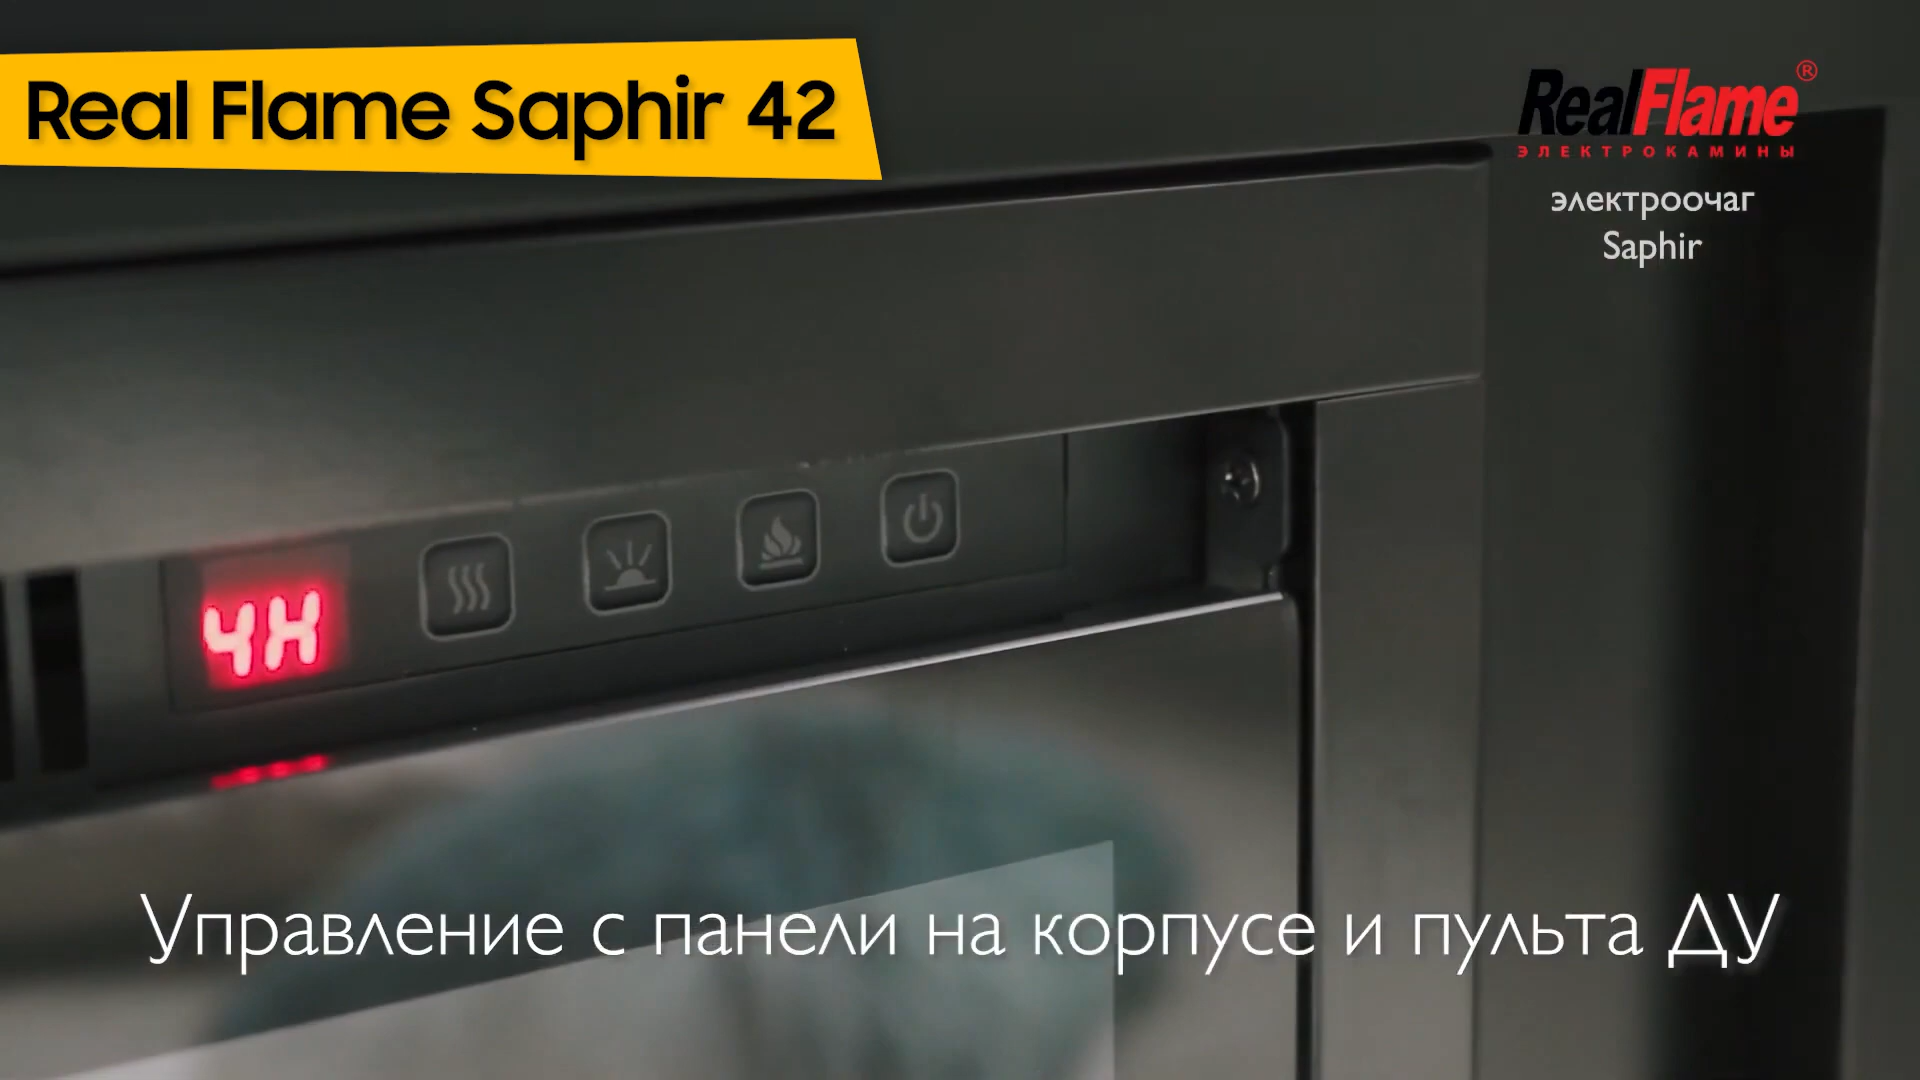 Real Flame Saphir 42
RealFlame®
ЭЛЕКТРОКАМИНЫ
электроочаг
Saphir
4H
Управление с панели на корпусе и пульта ДУ